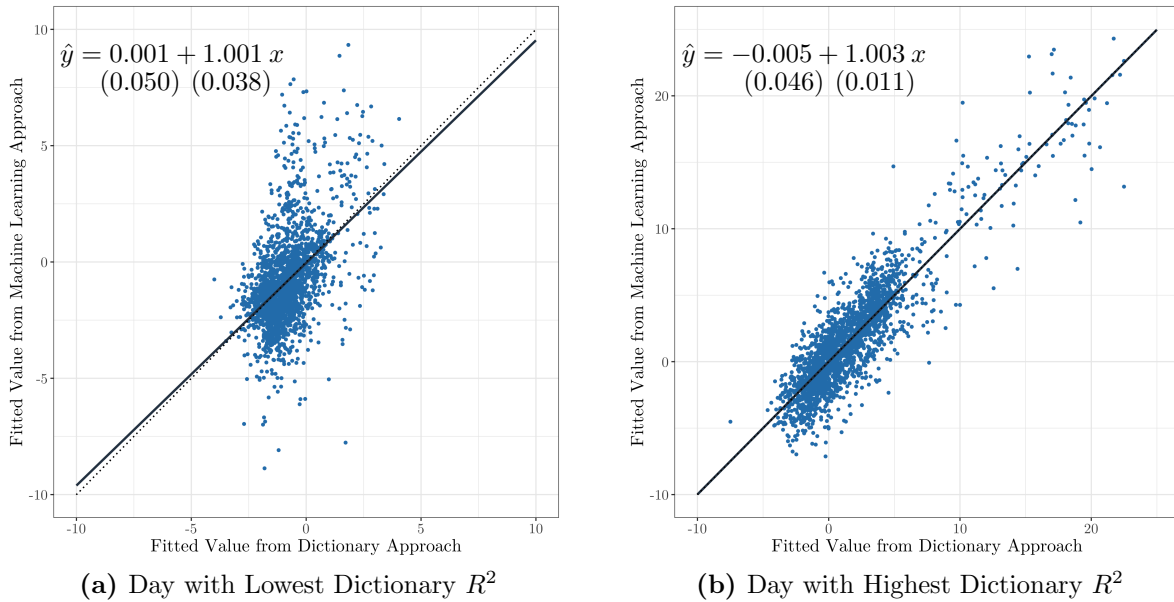 ŷ = 0.001 + 1.001 x
(0.050) (0.038)
Fitted Value from Machine Learning Approach
10
5
0
-5
-10
-10
-5
0
5
10
Fitted Value from Dictionary Approach
(a) Day with Lowest Dictionary R²
ŷ = −0.005 + 1.003 x
(0.046) (0.011)
Fitted Value from Machine Learning Approach
20
10
0
-10
-10
0
10
20
Fitted Value from Dictionary Approach
(b) Day with Highest Dictionary R²